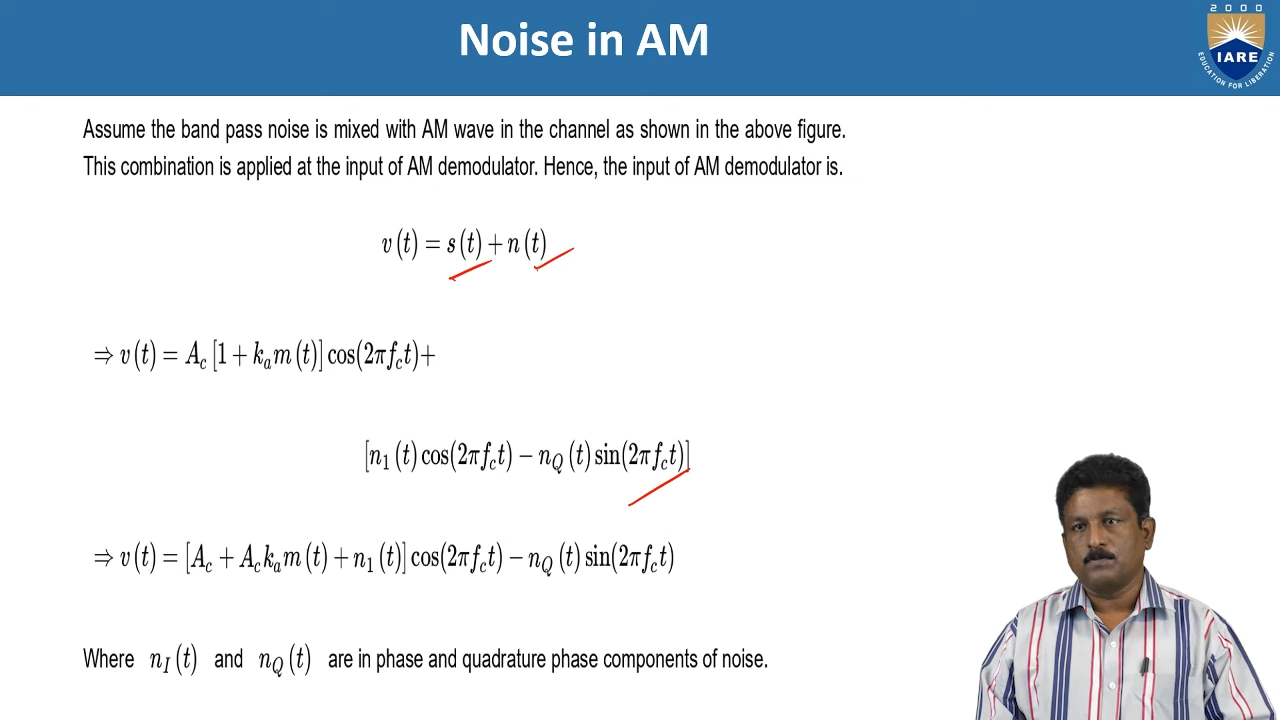 Noise in AM
2000
IARE
EDUCATION FOR LIBERATION
Assume the band pass noise is mixed with AM wave in the channel as shown in the above figure.
This combination is applied at the input of AM demodulator. Hence, the input of AM demodulator is.
v(t) = s(t) + n(t)
⇒ v(t) = A_c [1 + k_a m(t)] cos(2πf_c t)+
[n_1(t) cos(2πf_c t) − n_Q(t) sin(2πf_c t)]
⇒ v(t) = [A_c + A_c k_a m(t) + n_1(t)] cos(2πf_c t) − n_Q(t) sin(2πf_c t)
Where n_I(t) and n_Q(t) are in phase and quadrature phase components of noise.